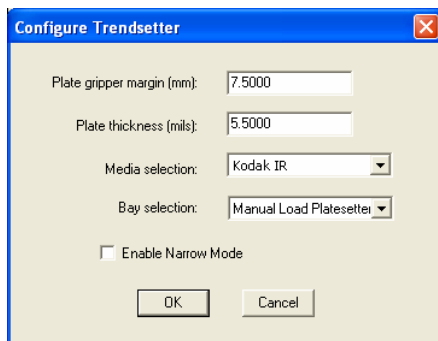 Configure Trendsetter
Plate gripper margin (mm): 7.5000
Plate thickness (mils): 5.5000
Media selection: Kodak IR
Bay selection: Manual Load Platesetter
Enable Narrow Mode
OK Cancel